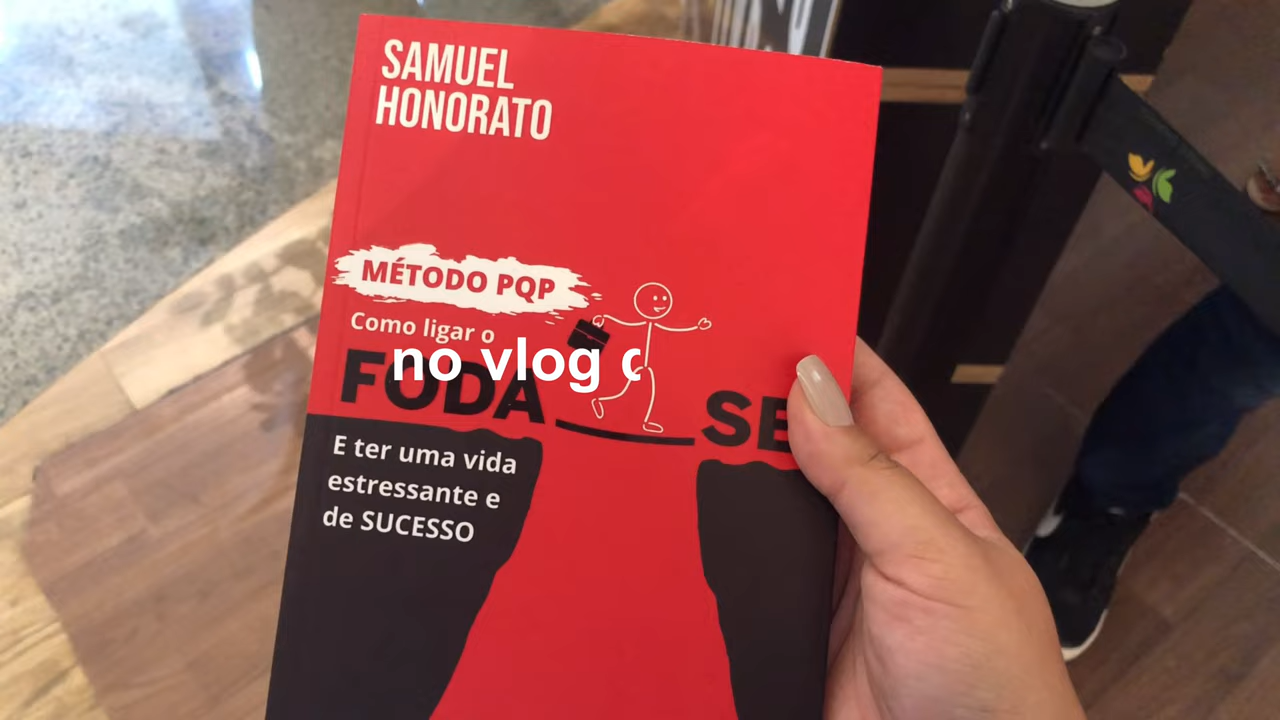 SAMUEL
HONORATO
MÉTODO PQP
Como ligar o
no vlog
FODA SE
E ter uma vida
estressante e
de SUCESSO